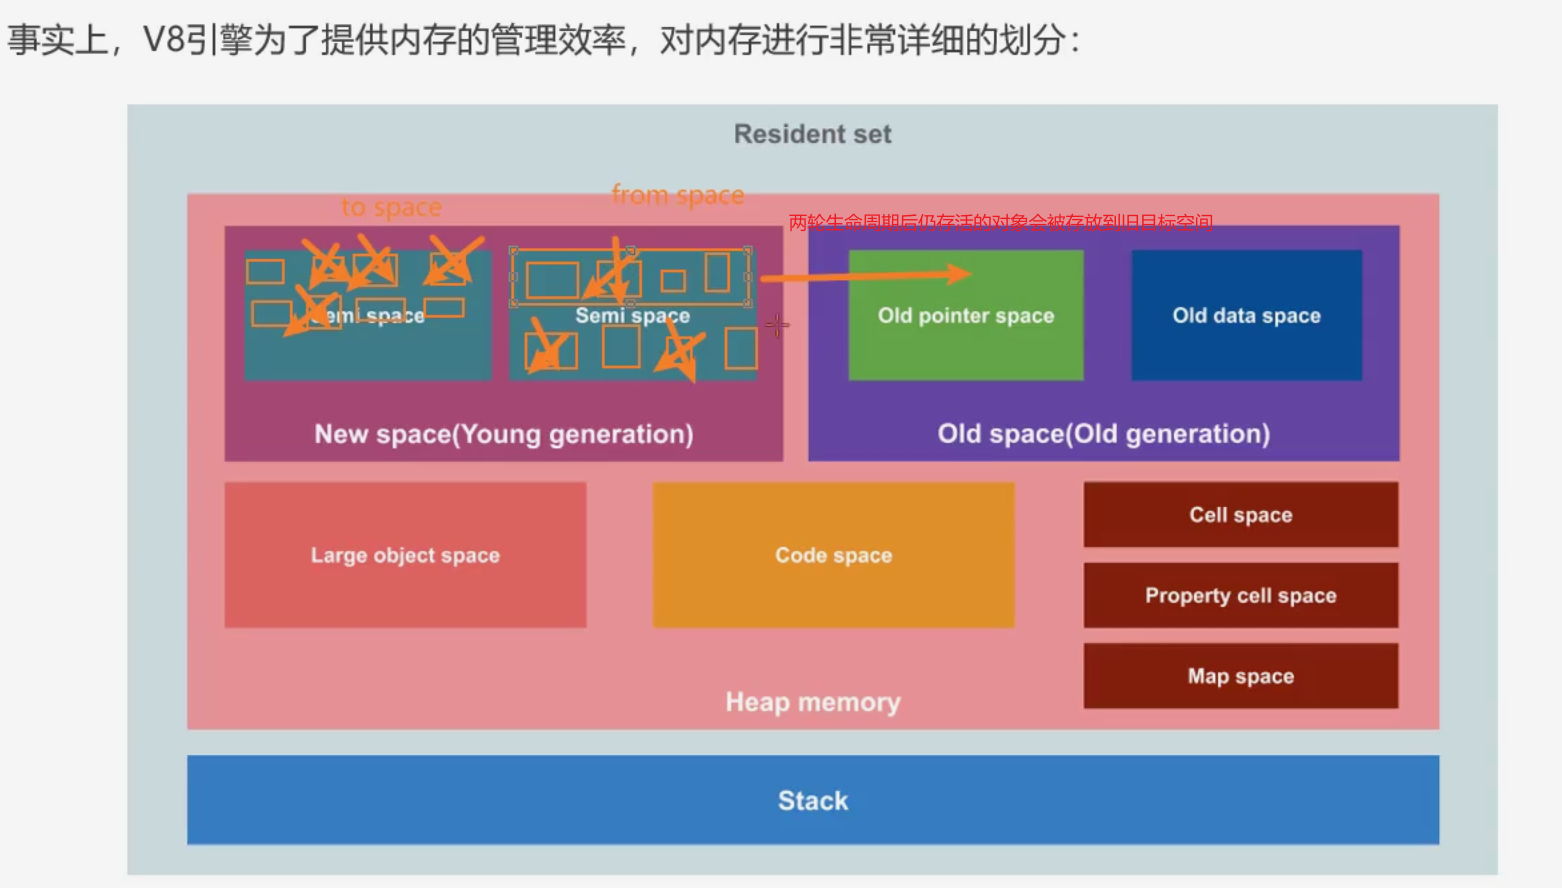 事实上，V8引擎为了提供内存的管理效率，对内存进行非常详细的划分：
Resident set
to space
from space
两轮生命周期后仍存活的对象会被存放到旧目标空间
Semi space
Semi space
Old pointer space
Old data space
New space(Young generation)
Old space(Old generation)
Large object space
Code space
Cell space
Property cell space
Map space
Heap memory
Stack